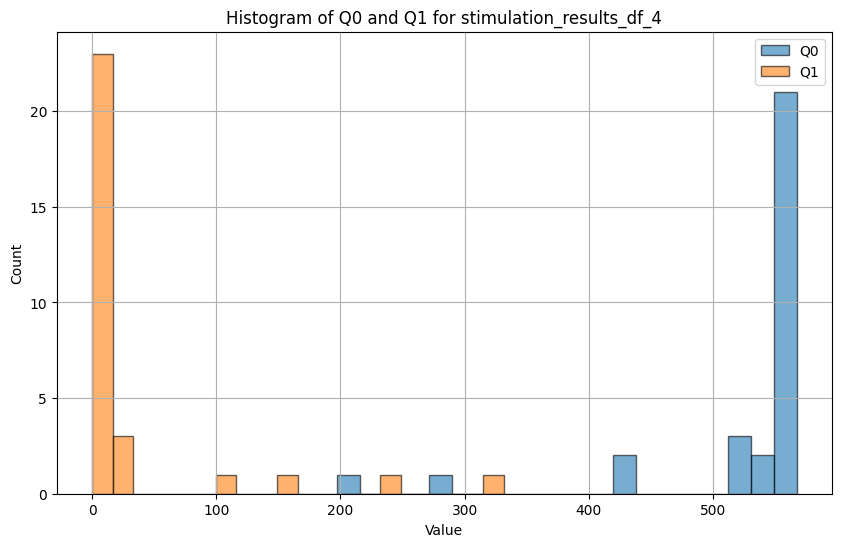 Histogram of Q0 and Q1 for stimulation_results_df_4
Q0
Q1
20
15
10
5
0
Count
0 100 200 300 400 500
Value